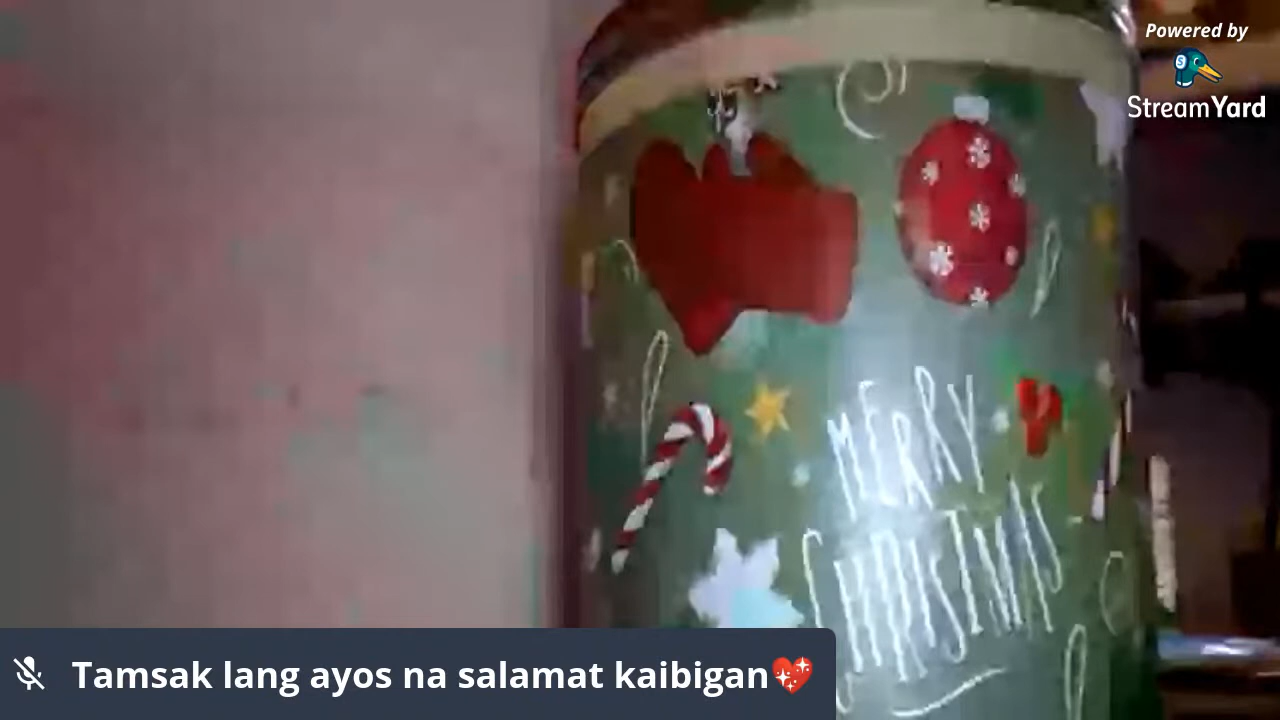 Powered by
StreamYard
MERRY
CHRISTMAS
Tamsak lang ayos na salamat kaibigan💖